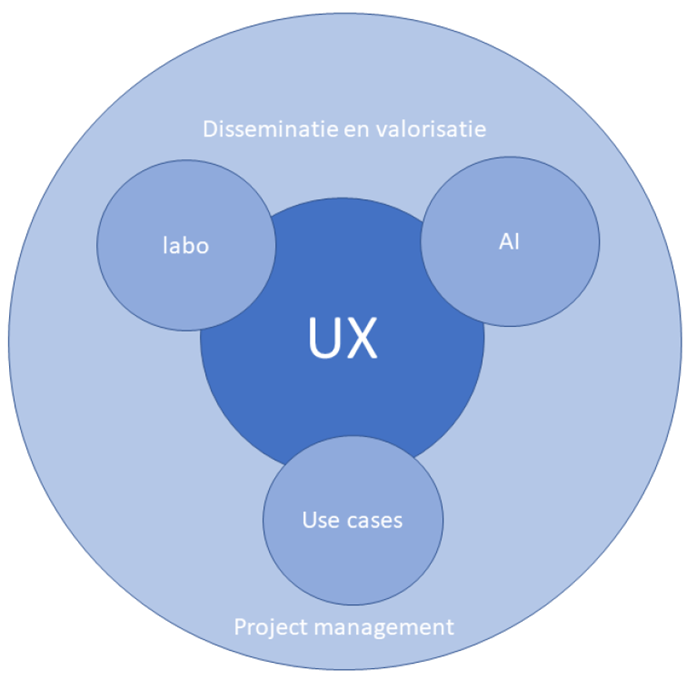 Disseminatie en valorisatie
labo
AI
UX
Use cases
Project management